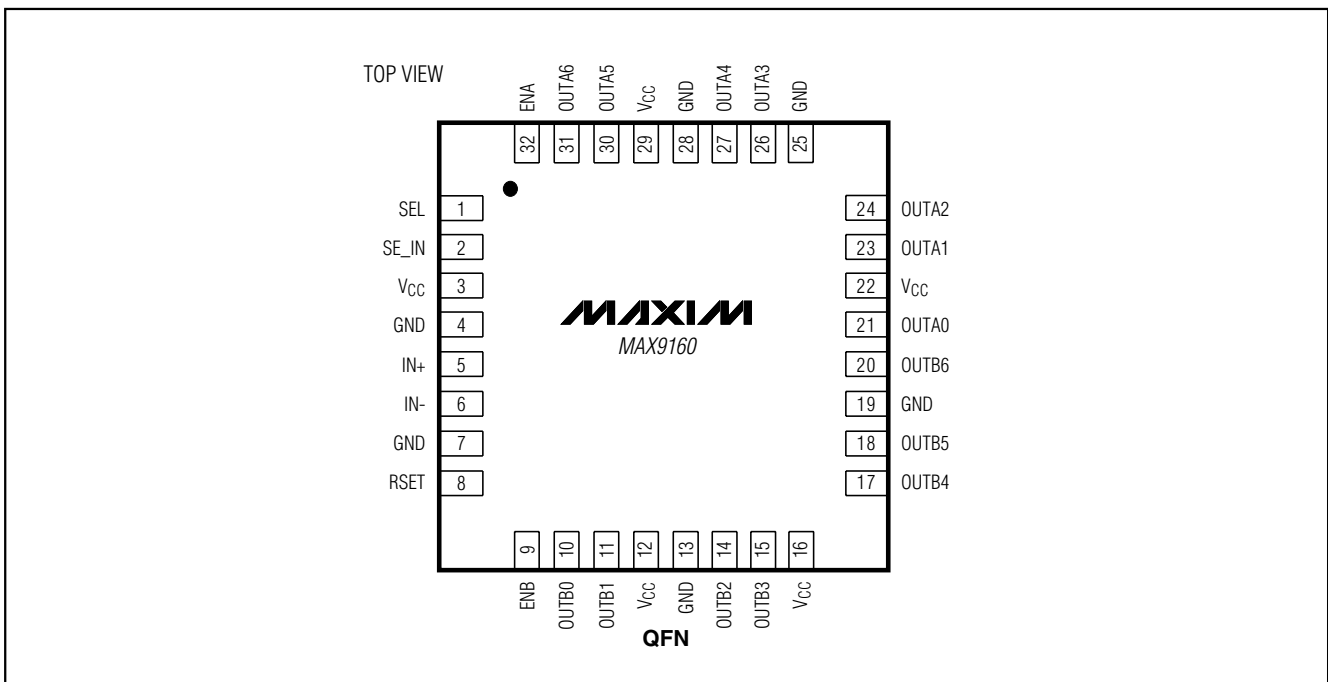 TOP VIEW
ENA OUTA6 OUTA5 VCC GND OUTA4 OUTA3 GND
32 31 30 29 28 27 26 25
SEL 1
SE_IN 2
VCC 3
GND 4
IN+ 5
IN- 6
GND 7
RSET 8
MAXIM
MAX9160
24 OUTA2
23 OUTA1
22 VCC
21 OUTA0
20 OUTB6
19 GND
18 OUTB5
17 OUTB4
9 10 11 12 13 14 15 16
ENB OUTB0 OUTB1 VCC GND OUTB2 OUTB3 VCC
QFN